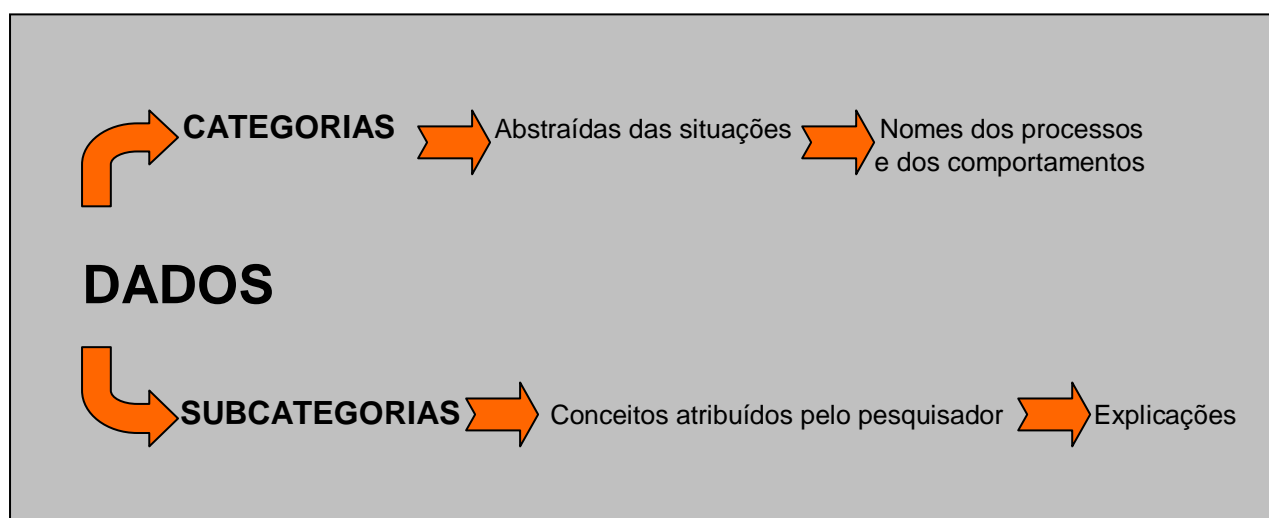 CATEGORIAS
Abstraídas das situações
Nomes dos processos
e dos comportamentos
DADOS
SUBCATEGORIAS
Conceitos atribuídos pelo pesquisador
Explicações